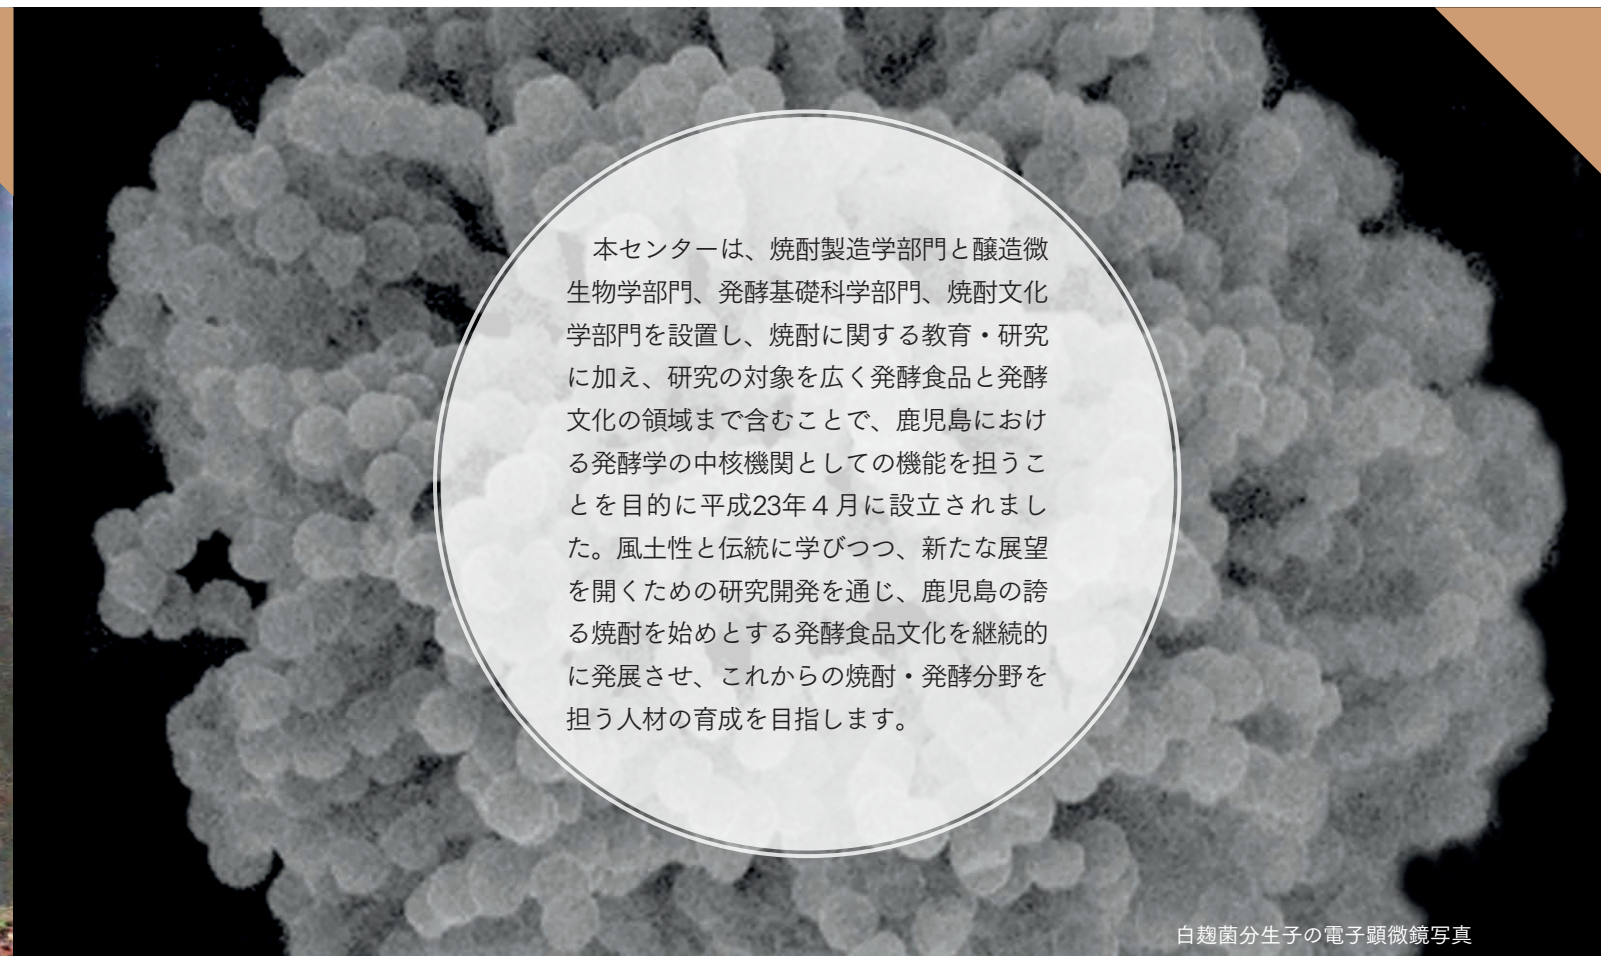 本センターは、焼酎製造学部門と醸造微
生物学部門、発酵基礎科学部門、焼酎文化
学部門を設置し、焼酎に関する教育・研究
に加え、研究の対象を広く発酵食品と発酵
文化の領域まで含むことで、鹿児島におけ
る発酵学の中核機関としての機能を担うこ
とを目的に平成23年４月に設立されまし
た。風土性と伝統に学びつつ、新たな展望
を開くための研究開発を通じ、鹿児島の誇
る焼酎を始めとする発酵食品文化を継続的
に発展させ、これからの焼酎・発酵分野を
担う人材の育成を目指します。
白麹菌分生子の電子顕微鏡写真